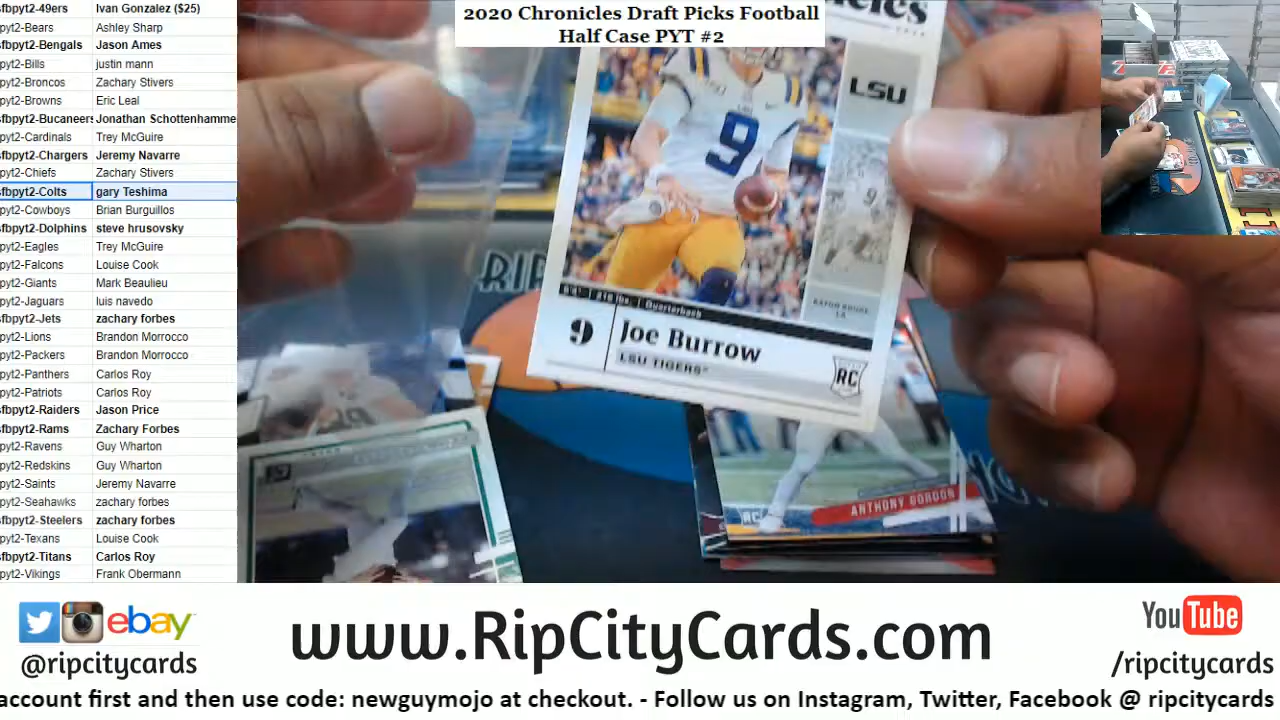 2020 Chronicles Draft Picks Football
Half Case PYT #2
fbpyt2-49ers Ivan Gonzalez ($25)
pyt2-Bears Ashley Sharp
fbpyt2-Bengals Jason Ames
pyt2-Bills justin mann
pyt2-Broncos Zachary Stivers
pyt2-Browns Eric Leal
fbpyt2-Bucaneers Jonathan Schottenhamme
pyt2-Cardinals Trey McGuire
fbpyt2-Chargers Jeremy Navarre
pyt2-Chiefs Zachary Stivers
fbpyt2-Colts gary Teshima
pyt2-Cowboys Brian Burguillos
fbpyt2-Dolphins steve hrusovsky
pyt2-Eagles Trey McGuire
pyt2-Falcons Louise Cook
pyt2-Giants Mark Beaulieu
pyt2-Jaguars luis navedo
fbpyt2-Jets zachary forbes
pyt2-Lions Brandon Morrocco
pyt2-Packers Brandon Morrocco
pyt2-Panthers Carlos Roy
pyt2-Patriots Carlos Roy
fbpyt2-Raiders Jason Price
fbpyt2-Rams Zachary Forbes
pyt2-Ravens Guy Wharton
pyt2-Redskins Guy Wharton
pyt2-Saints Jeremy Navarre
pyt2-Seahawks zachary forbes
fbpyt2-Steelers zachary forbes
pyt2-Texans Louise Cook
fbpyt2-Titans Carlos Roy
pyt2-Vikings Frank Obermann
LSU
9
Quarterback
BATON ROUGE
LA
9 Joe Burrow
LSU TIGERS
RC
RIP
ANTHONY GORDON
RC
ebay
@ripcitycards
www.RipCityCards.com
YouTube
/ripcitycards
account first and then use code: newguymojo at checkout. - Follow us on Instagram, Twitter, Facebook @ ripcitycards